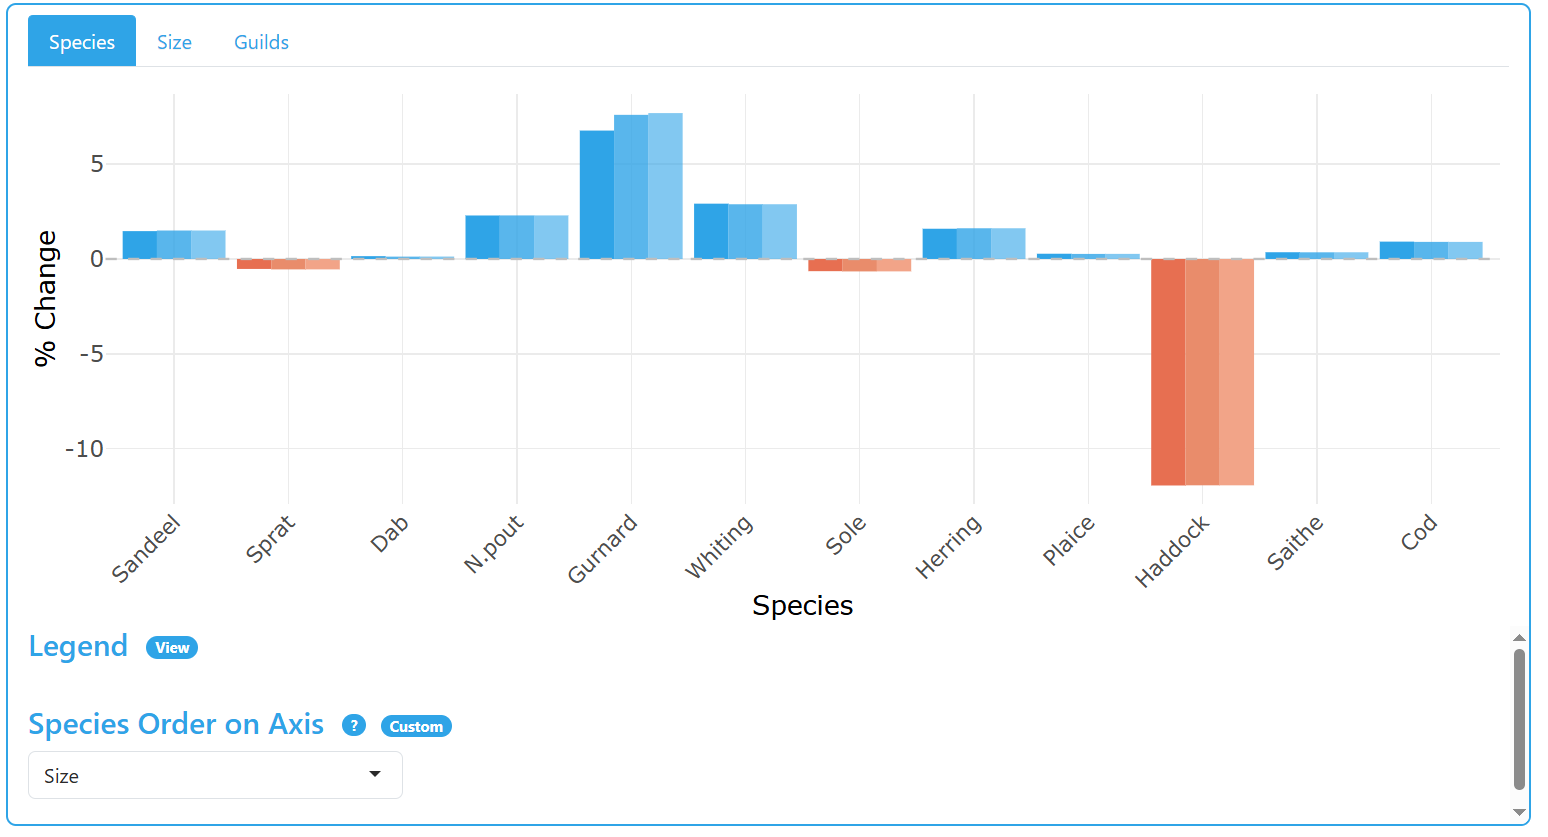 Species Size Guilds
5
0
-5
-10
% Change
Sandeel Sprat Dab N.pout Gurnard Whiting Sole Herring Plaice Haddock Saithe Cod
Species
Legend View
Species Order on Axis ? Custom
Size